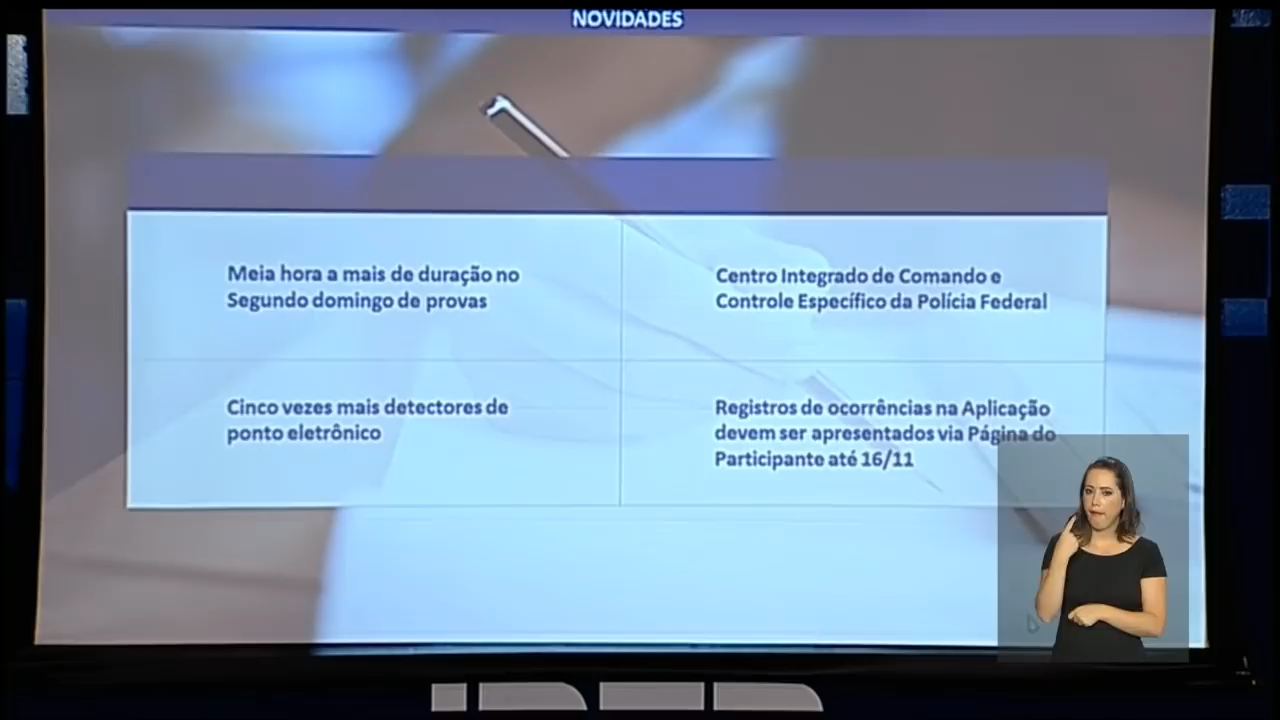 NOVIDADES
Meia hora a mais de duração no
Segundo domingo de provas
Centro Integrado de Comando e
Controle Específico da Polícia Federal
Cinco vezes mais detectores de
ponto eletrônico
Registros de ocorrências na Aplicação
devem ser apresentados via Página do
Participante até 16/11